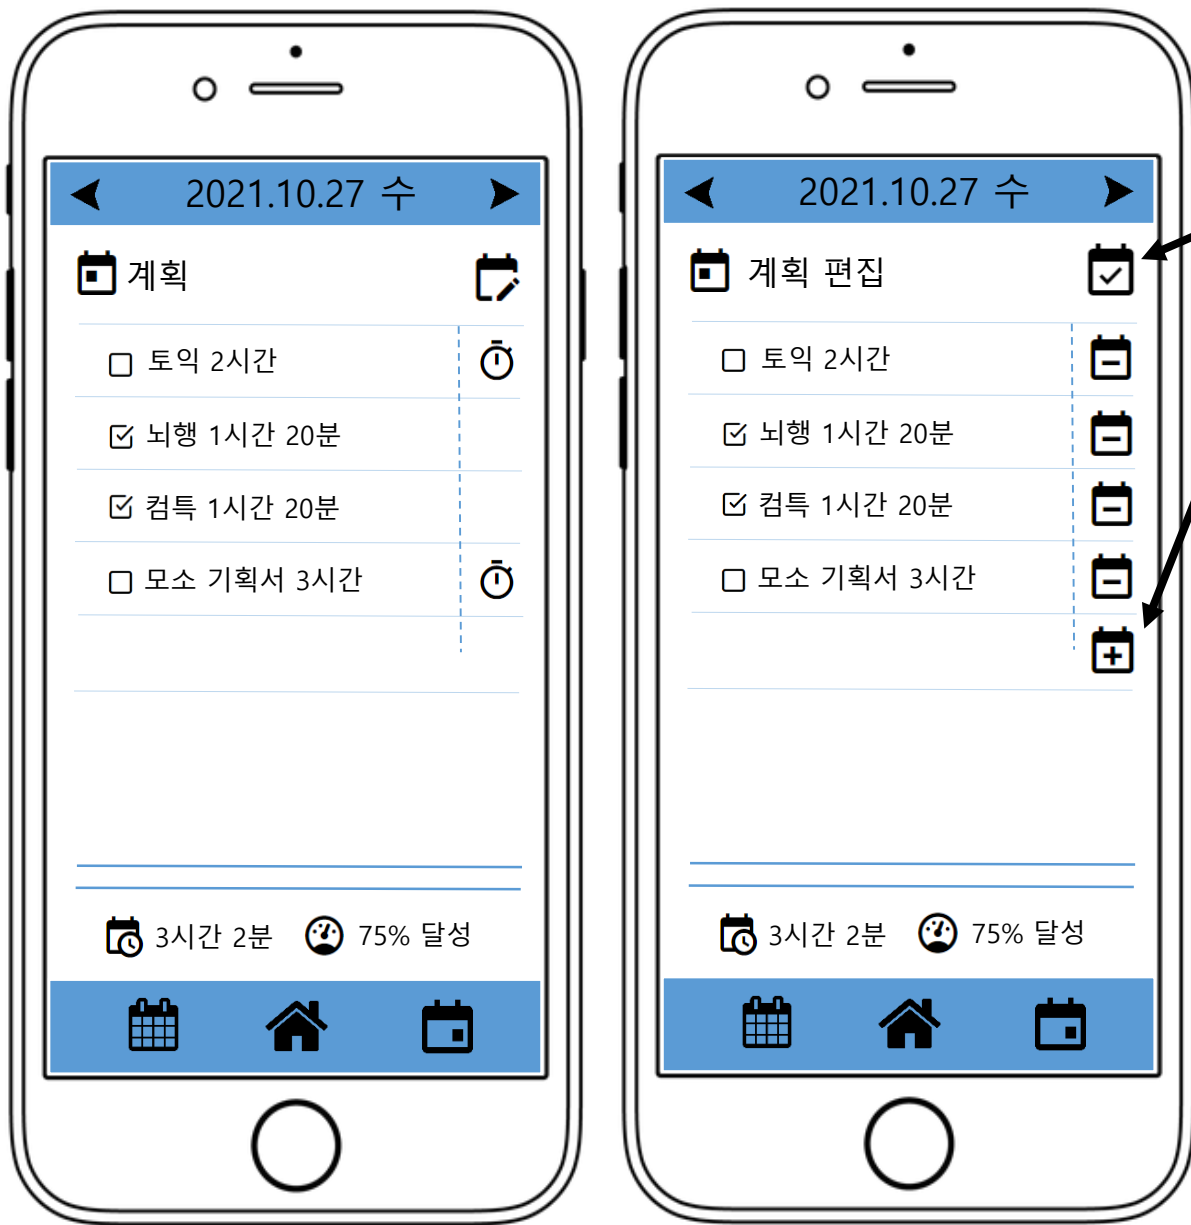 2021.10.27 수
계획
토익 2시간
뇌행 1시간 20분
컴특 1시간 20분
모소 기획서 3시간
3시간 2분 75% 달성
2021.10.27 수
계획 편집
토익 2시간
뇌행 1시간 20분
컴특 1시간 20분
모소 기획서 3시간
3시간 2분 75% 달성